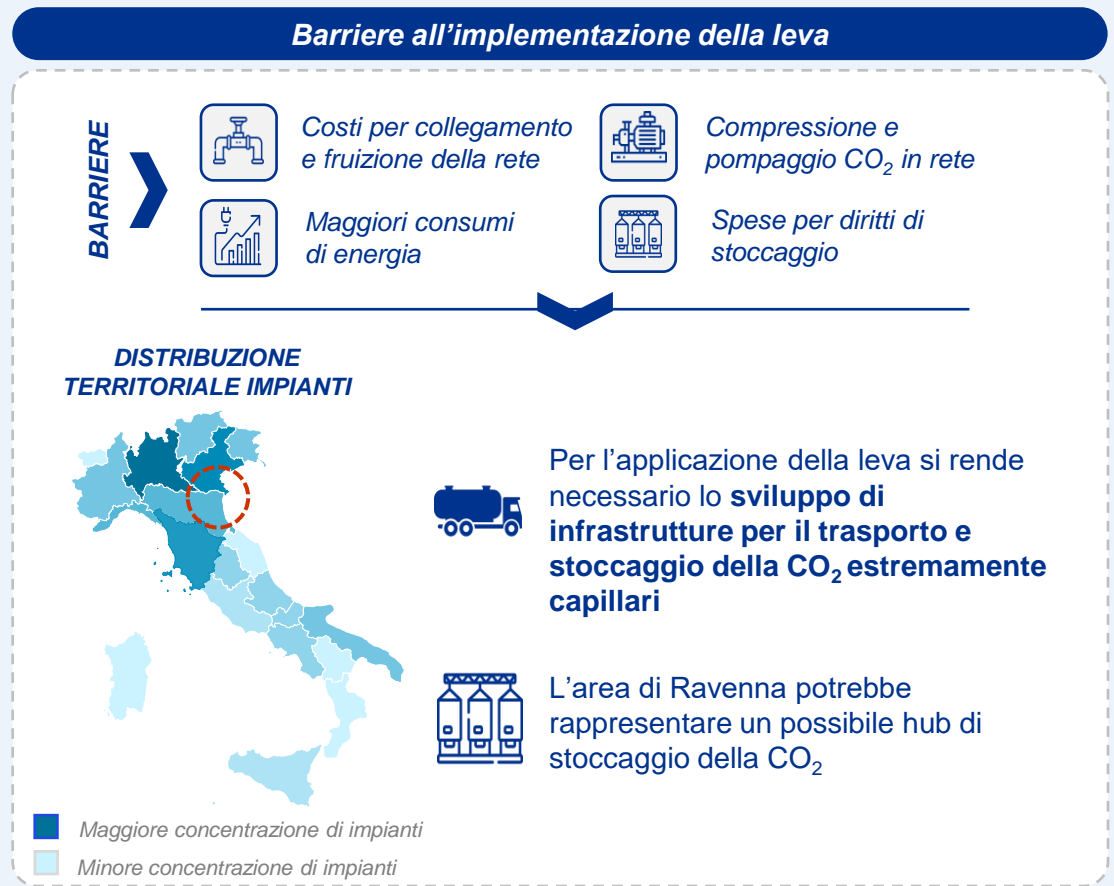 Barriere all'implementazione della leva
BARRIERE
Costi per collegamento
e fruizione della rete
Compressione e
pompaggio CO₂ in rete
Maggiori consumi
di energia
Spese per diritti di
stoccaggio
DISTRIBUZIONE
TERRITORIALE IMPIANTI
Per l'applicazione della leva si rende
necessario lo sviluppo di
infrastrutture per il trasporto e
stoccaggio della CO₂ estremamente
capillari
L'area di Ravenna potrebbe
rappresentare un possibile hub di
stoccaggio della CO₂
Maggiore concentrazione di impianti
Minore concentrazione di impianti